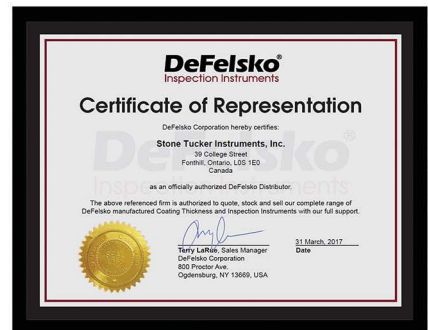 DeFelsko®
Inspection Instruments
Certificate of Representation
DeFelsko Corporation hereby certifies:
Stone Tucker Instruments, Inc.
39 College Street
Fonthill, Ontario, L0S 1E0
Canada
as an officially authorized DeFelsko Distributor.
The above referenced firm is authorized to quote, stock and sell our complete range of
DeFelsko manufactured Coating Thickness and Inspection Instruments with our full support.
Terry LaRue, Sales Manager
DeFelsko Corporation
800 Proctor Ave.
Ogdensburg, NY 13669, USA
31 March, 2017
Date
DeFelsko®
Inspection Instruments